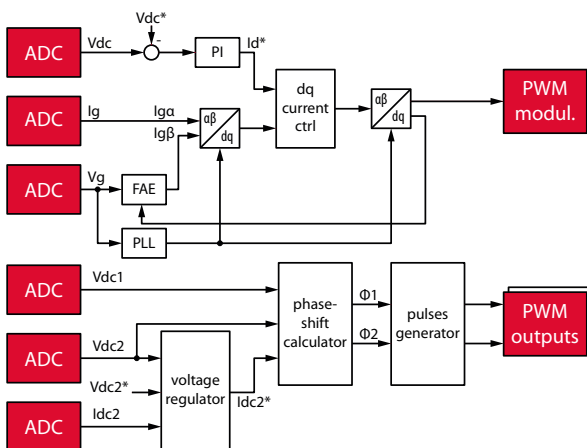 Vdc*
ADC
Vdc
-
PI
Id*
dq
current
ctrl
αβ
dq
PWM
modul.
ADC
Ig
Igα
Igβ
αβ
dq
ADC
Vg
FAE
PLL
ADC
Vdc1
phase-
shift
calculator
Φ1
Φ2
pulses
generator
PWM
outputs
ADC
Vdc2
Vdc2*
voltage
regulator
Idc2*
ADC
Idc2